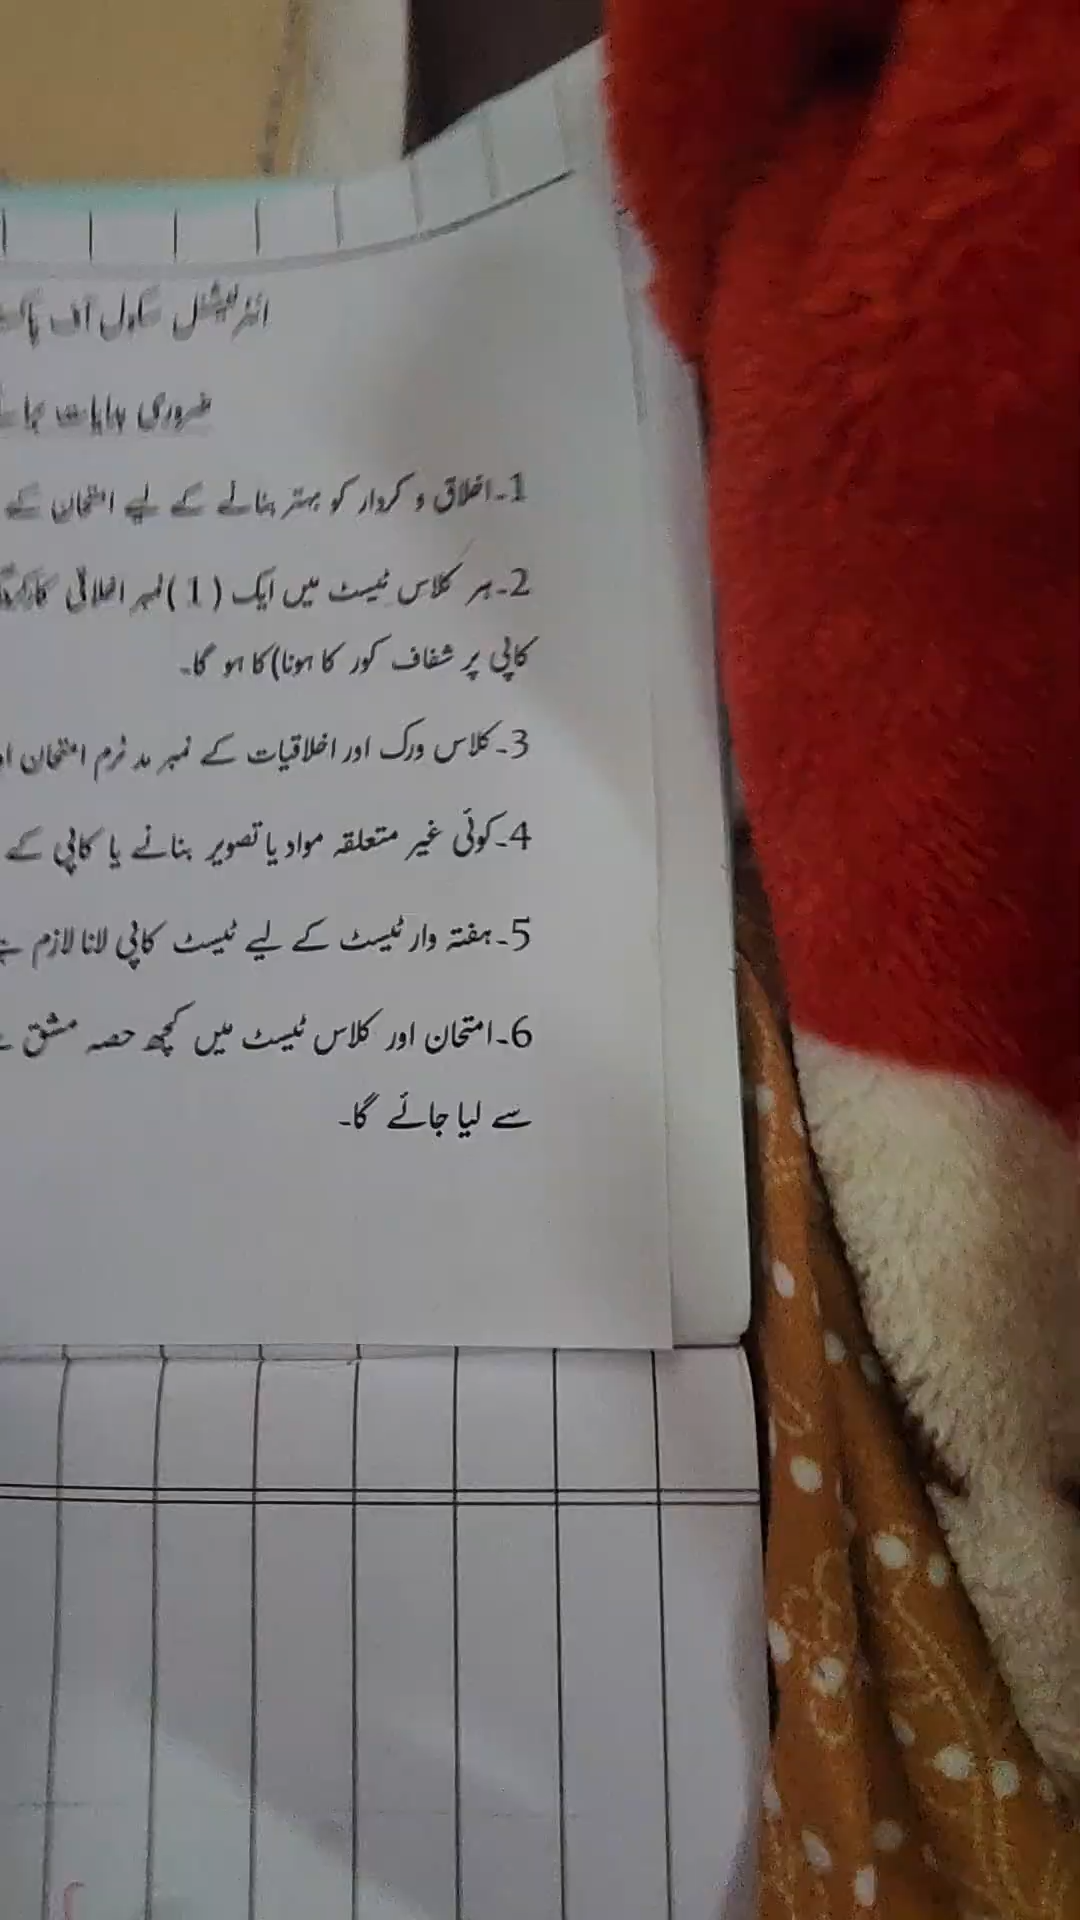 انٹرنیشنل سکول آف
ضروری ہدایات
1۔اخلاق و کردار کو بہتر بنانے کے لیے امتحان کے
2۔ہر کلاس ٹیسٹ میں ایک (1) نمبر اخلاقی
کاپی پر شفاف کور کا ہونا)کا ہو گا۔
3۔کلاس ورک اور اخلاقیات کے نمبر مڈ ٹرم امتحان
4۔کوئی غیر متعلقہ مواد یا تصویر بنانے یا کاپی کے
5۔ہفتہ وار ٹیسٹ کے لیے ٹیسٹ کاپی لانا لازم
6۔امتحان اور کلاس ٹیسٹ میں کچھ حصہ مشق
سے لیا جائے گا۔